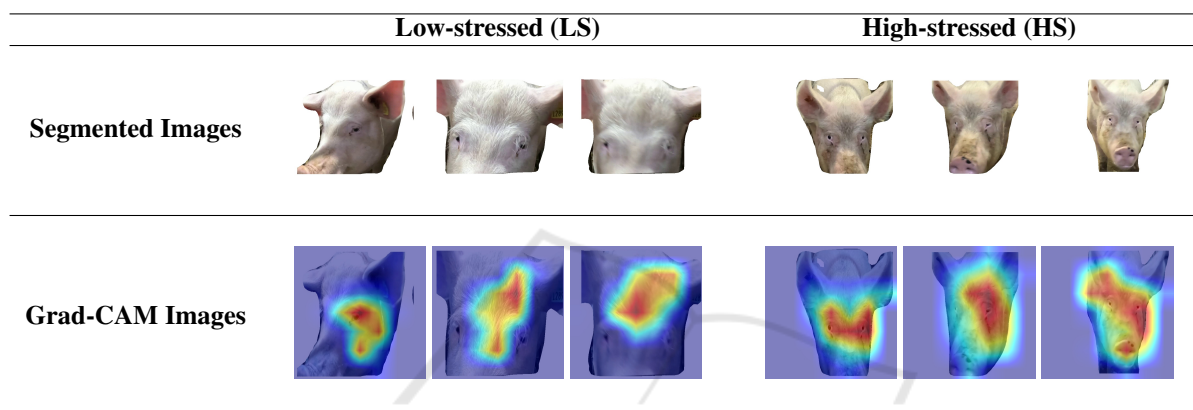 Low-stressed (LS) High-stressed (HS)
Segmented Images
Grad-CAM Images